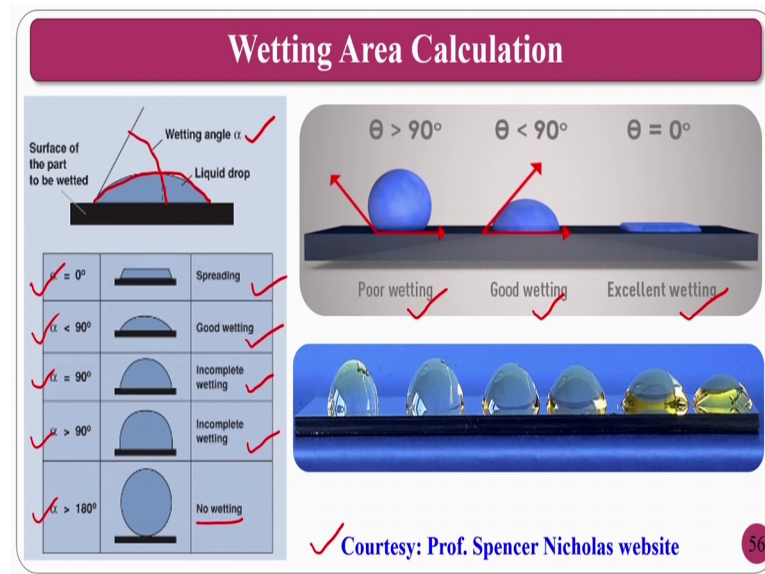 Wetting Area Calculation
Wetting angle α
Surface of
the part
to be wetted
Liquid drop
α = 0°
Spreading
α < 90°
Good wetting
α = 90°
Incomplete
wetting
α > 90°
Incomplete
wetting
α > 180°
No wetting
θ > 90°
θ < 90°
θ = 0°
Poor wetting
Good wetting
Excellent wetting
Courtesy: Prof. Spencer Nicholas website
56